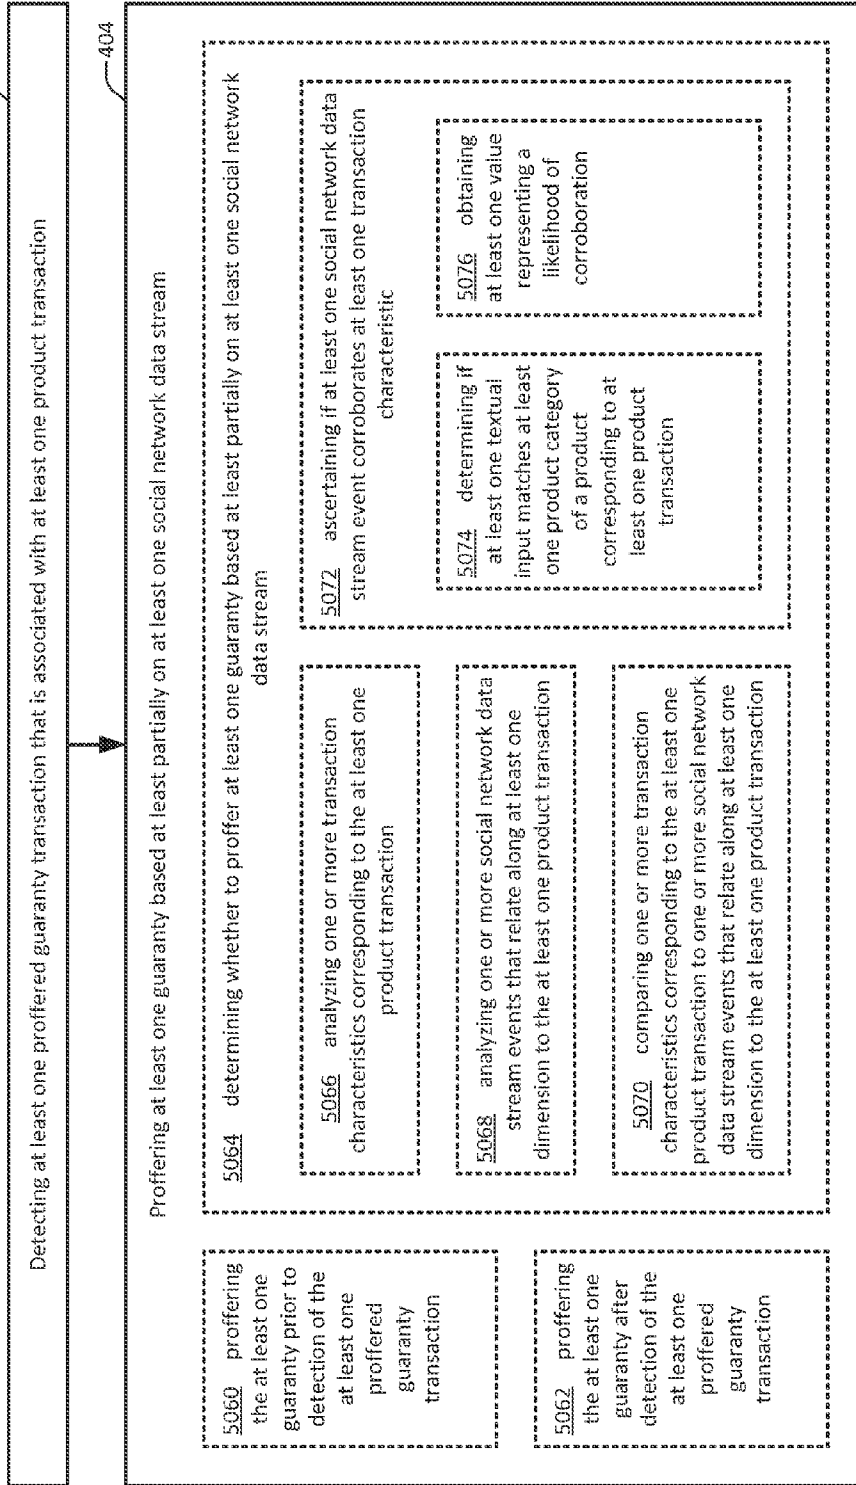 Detecting at least one proffered guaranty transaction that is associated with at least one product transaction
404
Proffering at least one guaranty based at least partially on at least one social network data stream
5060 proffering
the at least one
guaranty prior to
detection of the
at least one
proffered
guaranty
transaction
5062 proffering
the at least one
guaranty after
detection of the
at least one
proffered
guaranty
transaction
5064 determining whether to proffer at least one guaranty based at least partially on at least one social network
data stream
5066 analyzing one or more transaction
characteristics corresponding to the at least one
product transaction
5068 analyzing one or more social network data
stream events that relate along at least one
dimension to the at least one product transaction
5070 comparing one or more transaction
characteristics corresponding to the at least one
product transaction to one or more social network
data stream events that relate along at least one
dimension to the at least one product transaction
5072 ascertaining if at least one social network data
stream event corroborates at least one transaction
characteristic
5074 determining if
at least one textual
input matches at least
one product category
of a product
corresponding to at
least one product
transaction
5076 obtaining
at least one value
representing a
likelihood of
corroboration